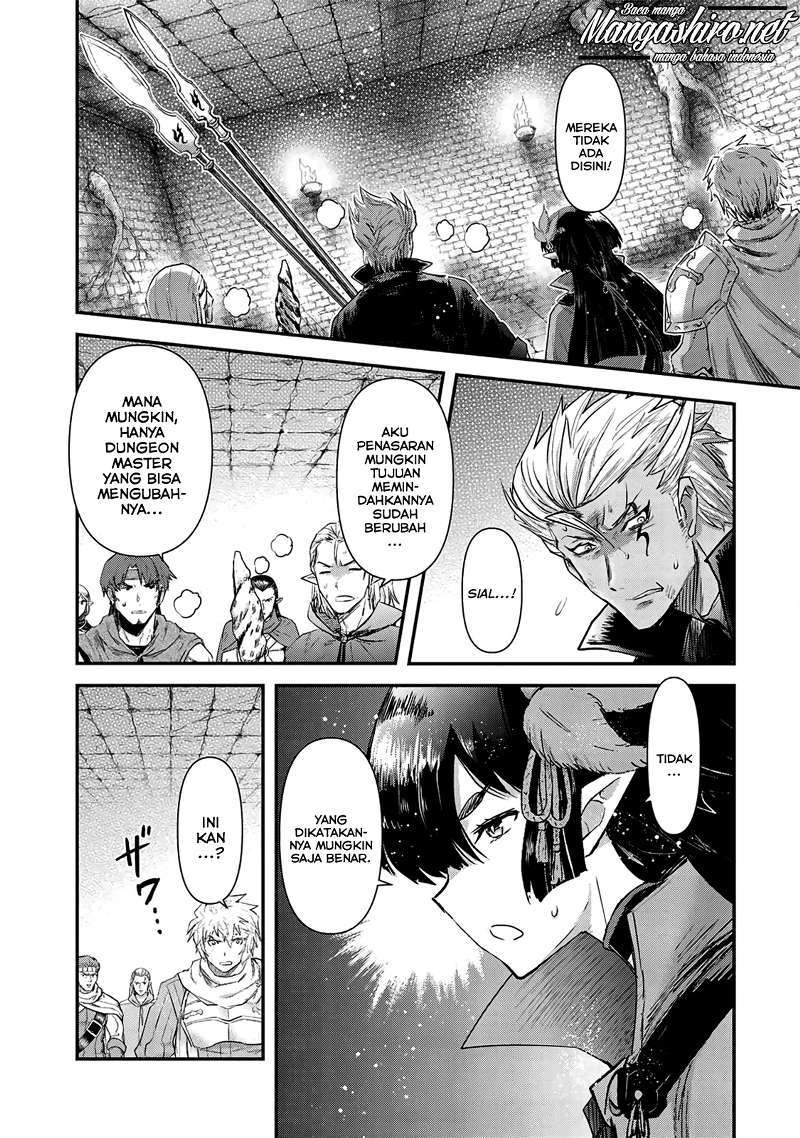 Baca manga
Mangashiro.net
manga bahasa indonesia
MEREKA
TIDAK
ADA
DISINI!
SIAL...!
AKU
PENASARAN
MUNGKIN
TUJUAN
MEMIN-
DAHKANNYA
SUDAH
BERUBAH
...
MANA
MUNGKIN,
HANYA
DUNGEON
MASTER
YANG BISA
MENGUBAH-
NYA...
TIDAK
...
YANG
DIKATAKAN-
NYA MUNGKIN
SAJA BENAR.
INI
KAN
...?
ザワ…